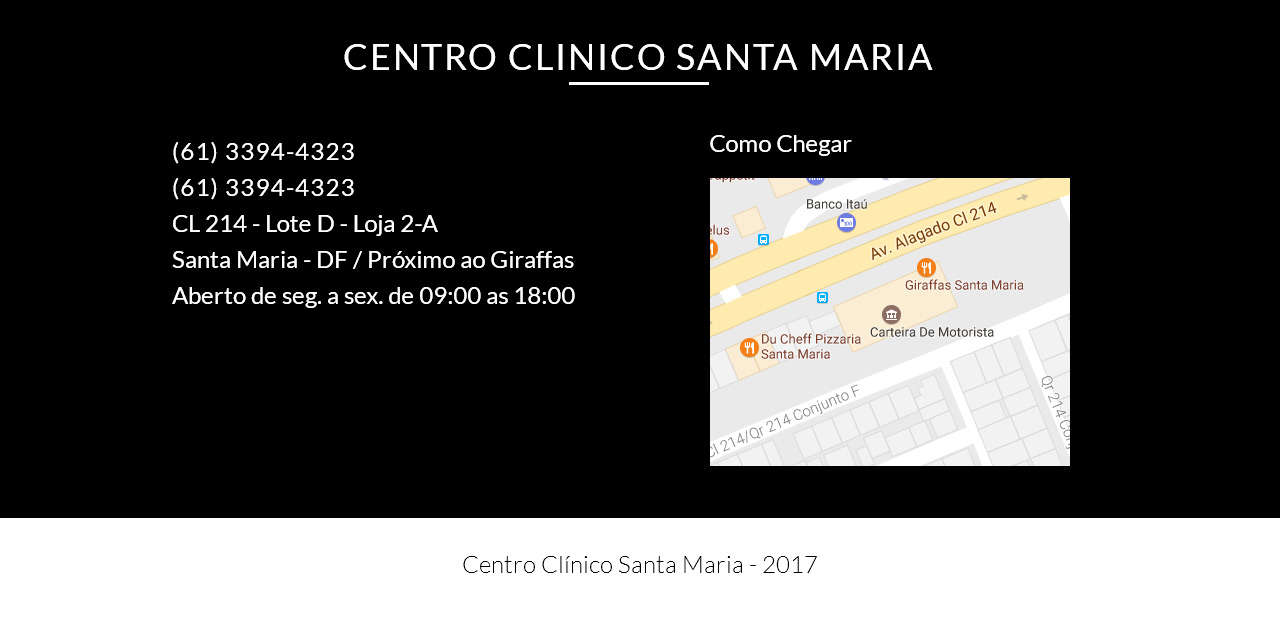 CENTRO CLINICO SANTA MARIA
(61) 3394-4323
(61) 3394-4323
CL 214 - Lote D - Loja 2-A
Santa Maria - DF / Próximo ao Giraffas
Aberto de seg. a sex. de 09:00 as 18:00
Como Chegar
Banco Itaú
elus
Av. Alagado Cl 214
Giraffas Santa Maria
Carteira De Motorista
Du Cheff Pizzaria
Santa Maria
Cl 214/Qr 214 Conjunto F
Qr 214 Conj
Centro Clínico Santa Maria - 2017